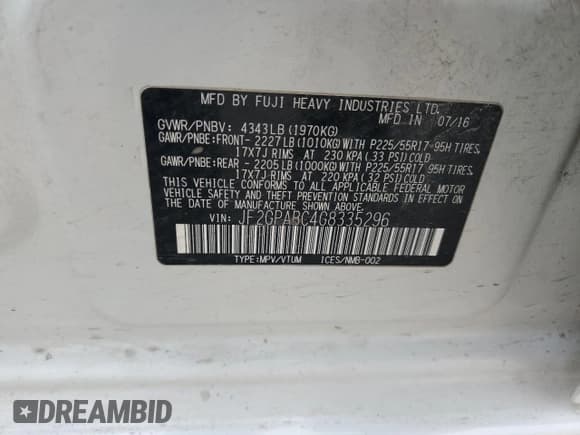 MFD BY FUJI HEAVY INDUSTRIES LTD.
MFD.IN 07/16
GVWR/PNBV: 4343LB (1970KG)
GAWR/PNBE: FRONT- 2227LB (1010KG) WITH P225/55R17 95H TIRES.
17X7J RIMS AT 230 KPA (33 PSI) COLD
GAWR/PNBE: REAR - 2205LB (1000KG) WITH P225/55R17 95H TIRES.
17X7J RIMS AT 220 KPA (32 PSI) COLD
THIS VEHICLE CONFORMS TO ALL APPLICABLE FEDERAL MOTOR
VEHICLE SAFETY AND THEFT PREVENTION STANDARDS IN EFFECT ON
THE DATE OF MANUFACTURE SHOWN ABOVE.
VIN: JF2GPABC4G8335296
TYPE:MPV/VTUM ICES/NMB-002
DREAMBID